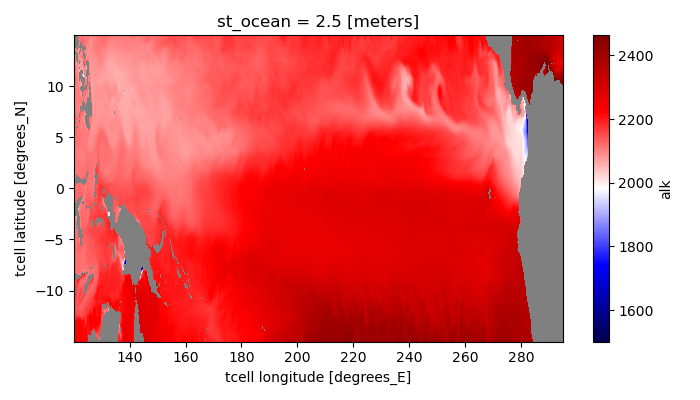 st_ocean = 2.5 [meters]
10
5
0
−5
−10
tcell latitude [degrees_N]
140 160 180 200 220 240 260 280
tcell longitude [degrees_E]
2400
2200
2000
1800
1600
alk